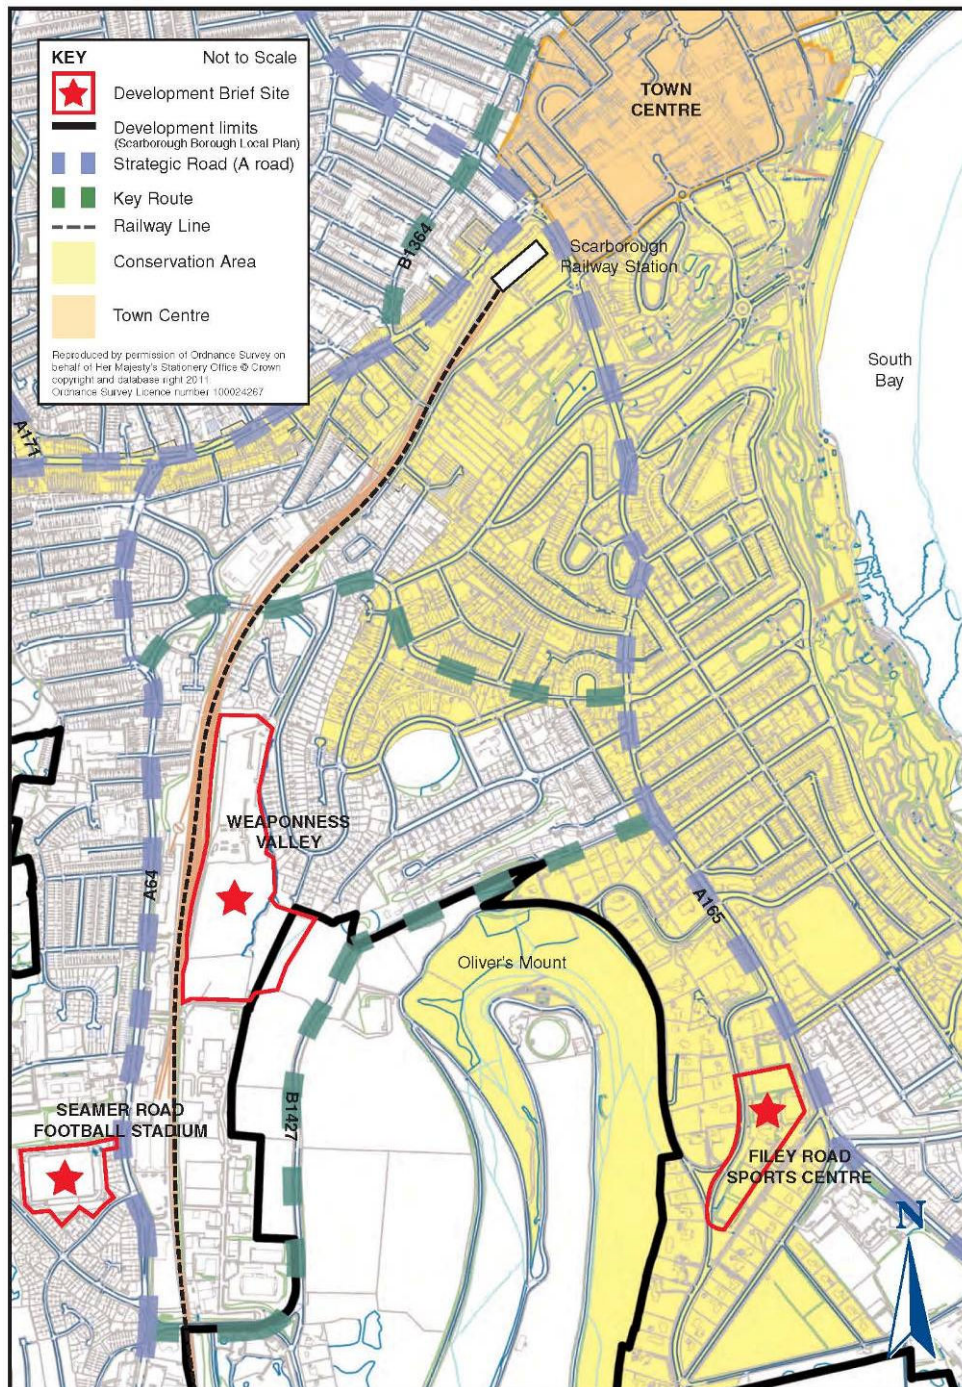 KEY Not to Scale
Development Brief Site
Development limits
(Scarborough Borough Local Plan)
Strategic Road (A road)
Key Route
Railway Line
Conservation Area
Town Centre
Reproduced by permission of Ordnance Survey on
behalf of Her Majesty's Stationery Office © Crown
copyright and database right 2011
Ordnance Survey Licence number 100024267
TOWN
CENTRE
B1364
Scarborough
Railway Station
South
Bay
A171
WEAPONNESS
VALLEY
A64
A165
Oliver's Mount
SEAMER ROAD
FOOTBALL STADIUM
B1427
FILEY ROAD
SPORTS CENTRE
N